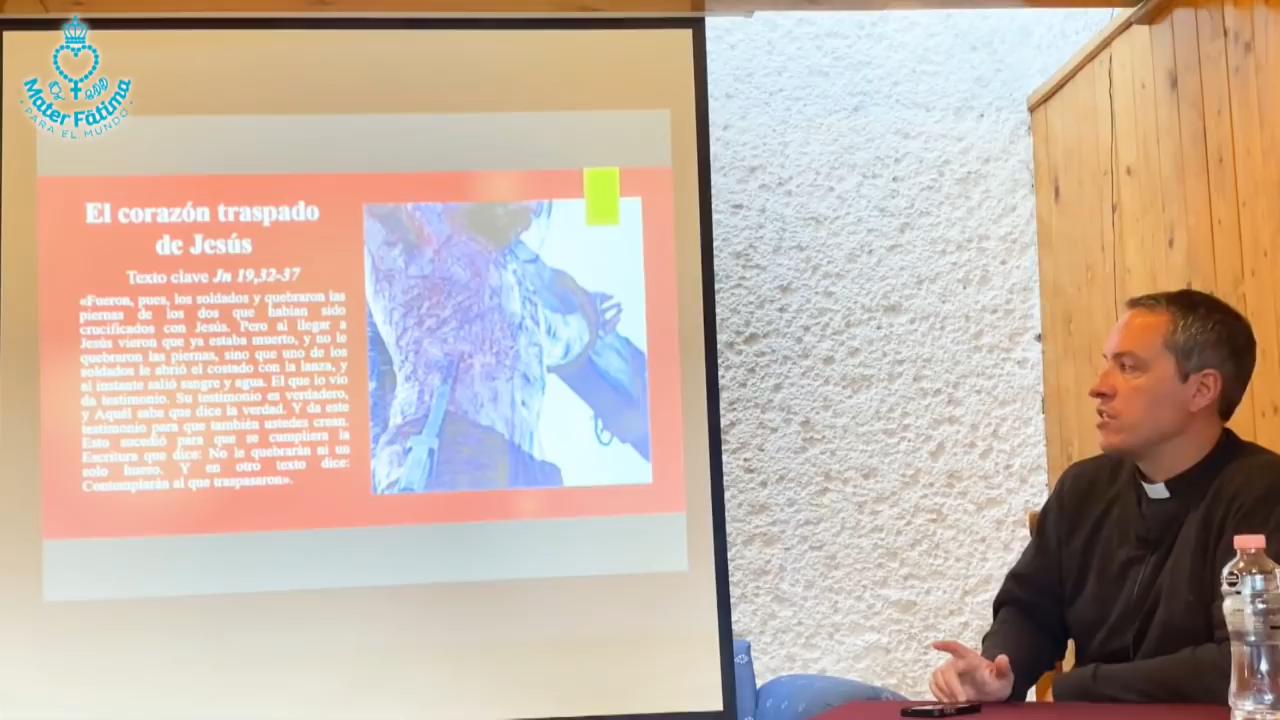 Mater Fátima
PARA EL MUNDO
El corazón traspado
de Jesús
Texto clave Jn 19,32-37
«Fueron, pues, los soldados y quebraron las
piernas de los dos que habían sido
crucificados con Jesús. Pero al llegar a
Jesús vieron que ya estaba muerto, y no le
quebraron las piernas, sino que uno de los
soldados le abrió el costado con la lanza, y
al instante salió sangre y agua. El que lo vio
da testimonio. Su testimonio es verdadero,
y Aquél sabe que dice la verdad. Y da este
testimonio para que también ustedes crean.
Esto sucedió para que se cumpliera la
Escritura que dice: No le quebrarán ni un
solo hueso. Y en otro texto dice:
Contemplarán al que traspasaron».